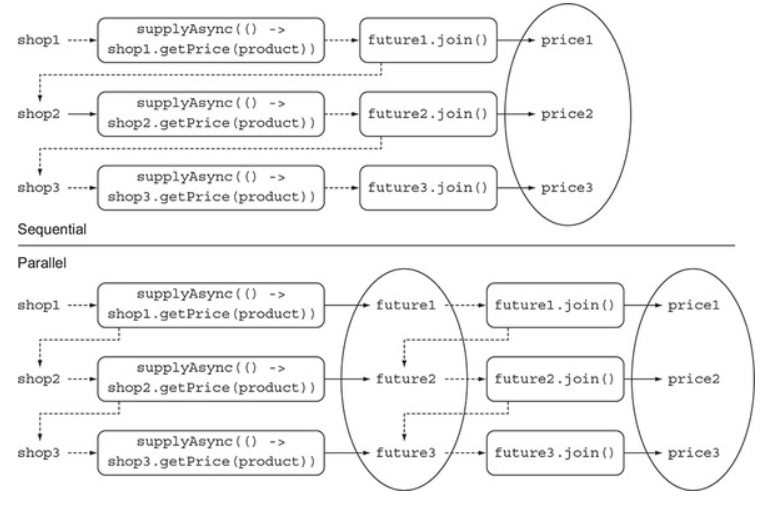 shop1
supplyAsync(() ->
shop1.getPrice(product))
future1.join()
price1
shop2
supplyAsync(() ->
shop2.getPrice(product))
future2.join()
price2
shop3
supplyAsync(() ->
shop3.getPrice(product))
future3.join()
price3
Sequential
Parallel
shop1
supplyAsync(() ->
shop1.getPrice(product))
future1
future1.join()
price1
shop2
supplyAsync(() ->
shop2.getPrice(product))
future2
future2.join()
price2
shop3
supplyAsync(() ->
shop3.getPrice(product))
future3
future3.join()
price3